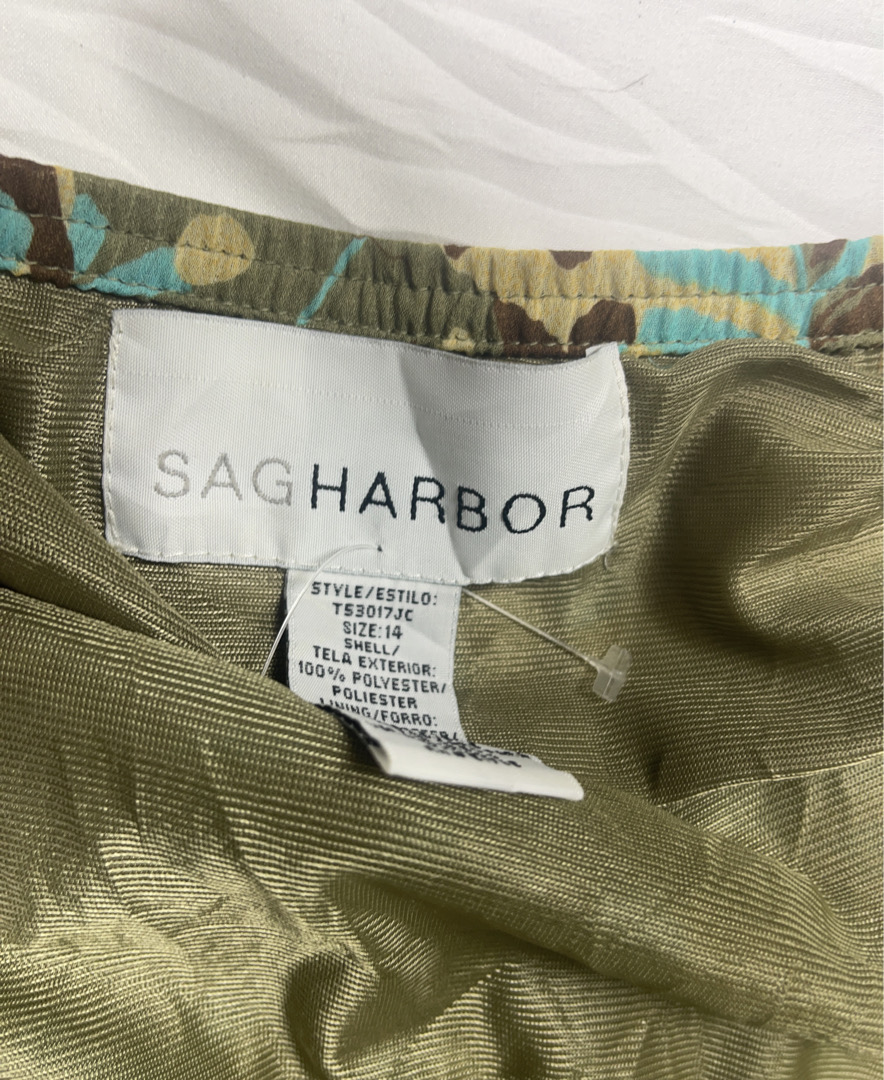 SAGHARBOR
STYLE/ESTILO:
TS3017JC
SIZE:14
SHELL/
TELA EXTERIOR:
100% POLYESTER/
POLIESTER
LINING/FORRO: